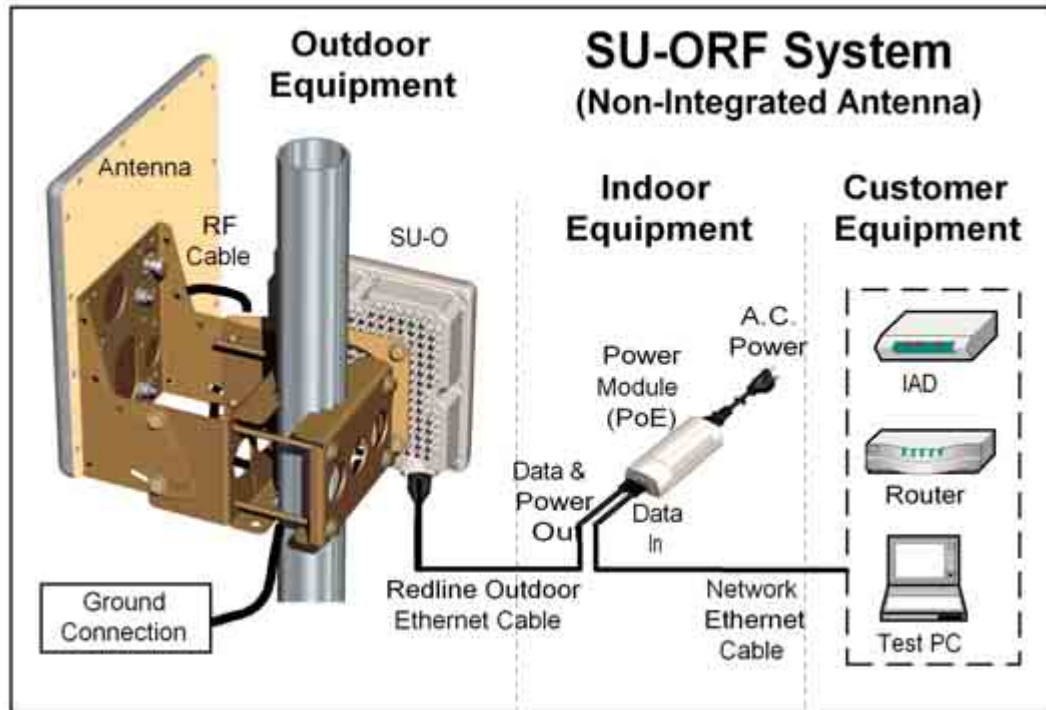 Outdoor
Equipment
SU-ORF System
(Non-Integrated Antenna)
Antenna
RF
Cable
SU-O
Indoor
Equipment
Customer
Equipment
A.C.
Power
Power
Module
(PoE)
IAD
Data &
Power
Out
Data
In
Router
Redline Outdoor
Ethernet Cable
Network
Ethernet
Cable
Test PC
Ground
Connection